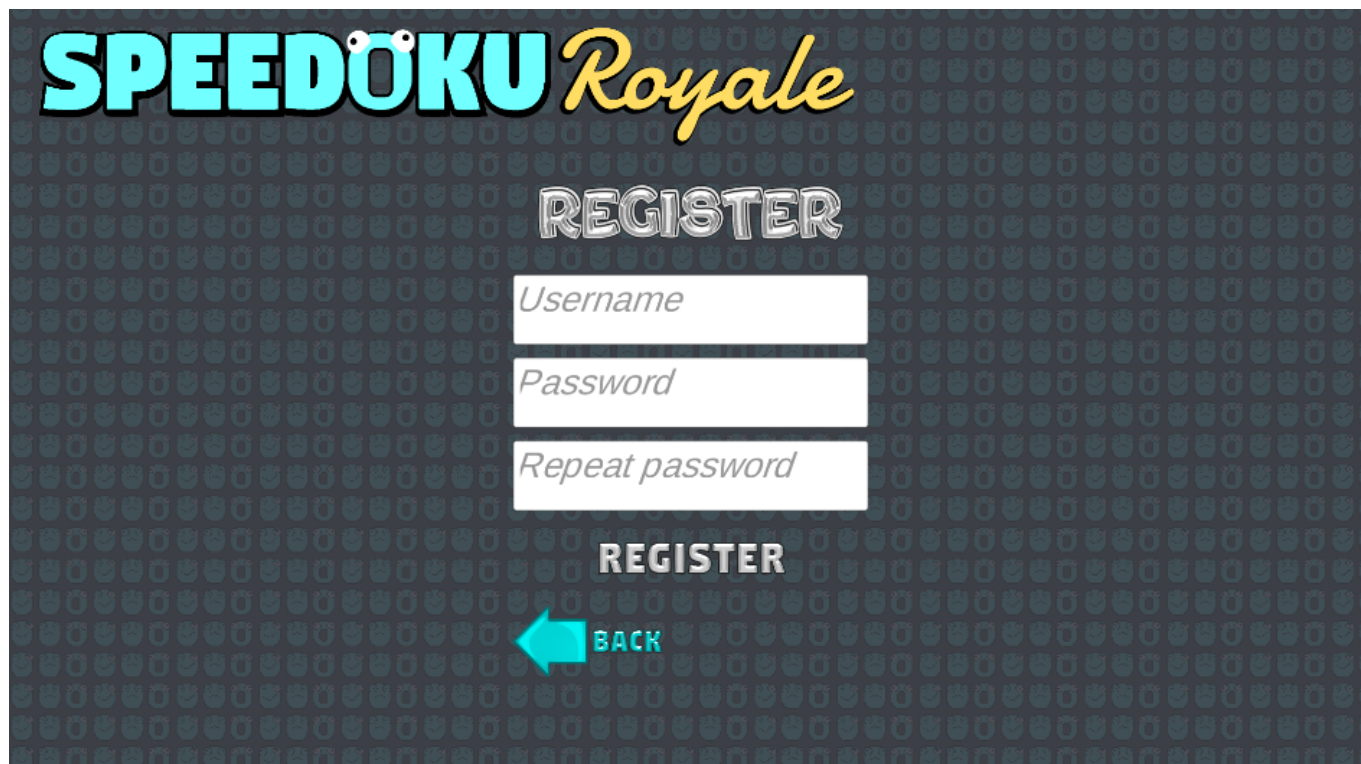 SPEEDOKU Royale
REGISTER
Username
Password
Repeat password
REGISTER
BACK